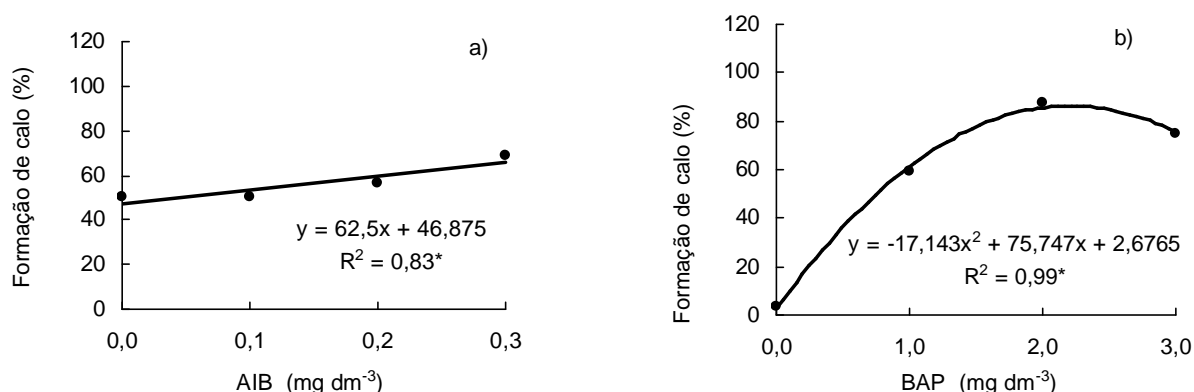 a)
Formação de calo (%)
120
100
80
60
40
20
0
y = 62,5x + 46,875
R² = 0,83*
0,0 0,1 0,2 0,3
AIB (mg dm⁻³)
b)
Formação de calo (%)
120
100
80
60
40
20
0
y = -17,143x² + 75,747x + 2,6765
R² = 0,99*
0,0 1,0 2,0 3,0
BAP (mg dm⁻³)